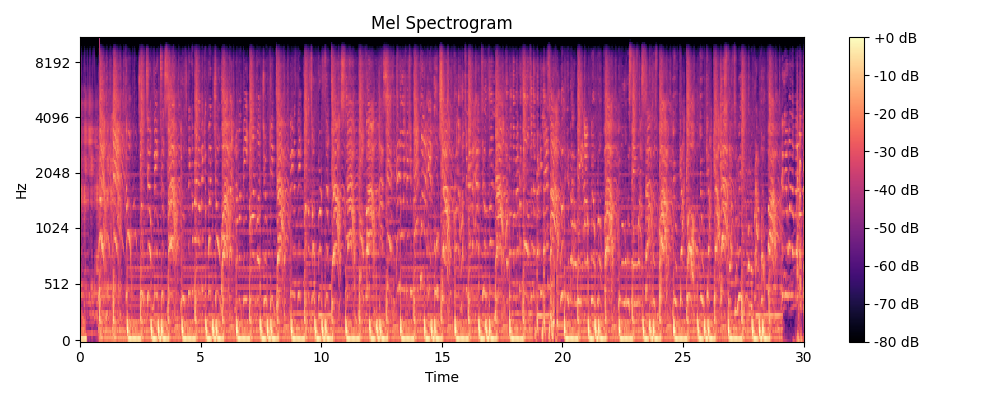 Mel Spectrogram
Hz
8192
4096
2048
1024
512
0
0 5 10 15 20 25 30
Time
+0 dB
-10 dB
-20 dB
-30 dB
-40 dB
-50 dB
-60 dB
-70 dB
-80 dB